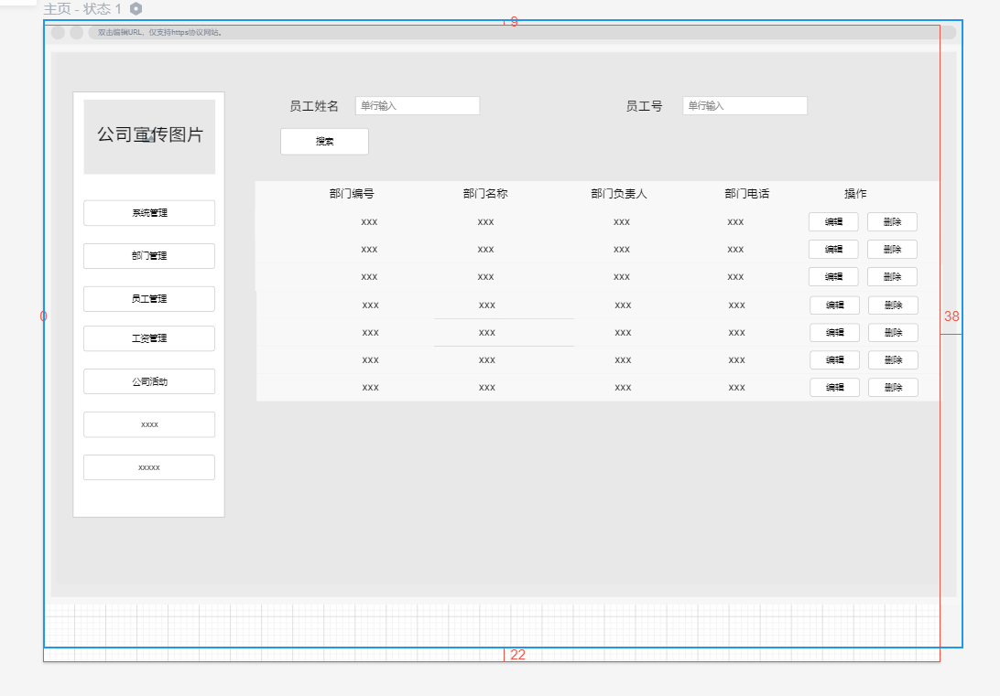 主页 - 状态 1
9
双击编辑URL，仅支持https协议网站。
公司宣传图片
系统管理
部门管理
员工管理
工资管理
公司活动
xxxx
xxxxx
员工姓名 单行输入 员工号 单行输入
搜索
部门编号 部门名称 部门负责人 部门电话 操作
xxx xxx xxx xxx 编辑 删除
xxx xxx xxx xxx 编辑 删除
xxx xxx xxx xxx 编辑 删除
xxx xxx xxx xxx 编辑 删除
xxx xxx xxx xxx 编辑 删除
xxx xxx xxx xxx 编辑 删除
xxx xxx xxx xxx 编辑 删除
0
38
22